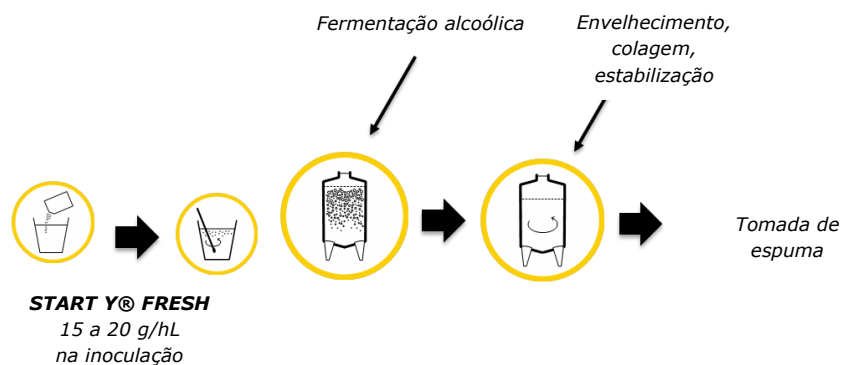 Fermentação alcoólica
Envelhecimento,
colagem,
estabilização
START Y® FRESH
15 a 20 g/hL
na inoculação
Tomada de
espuma